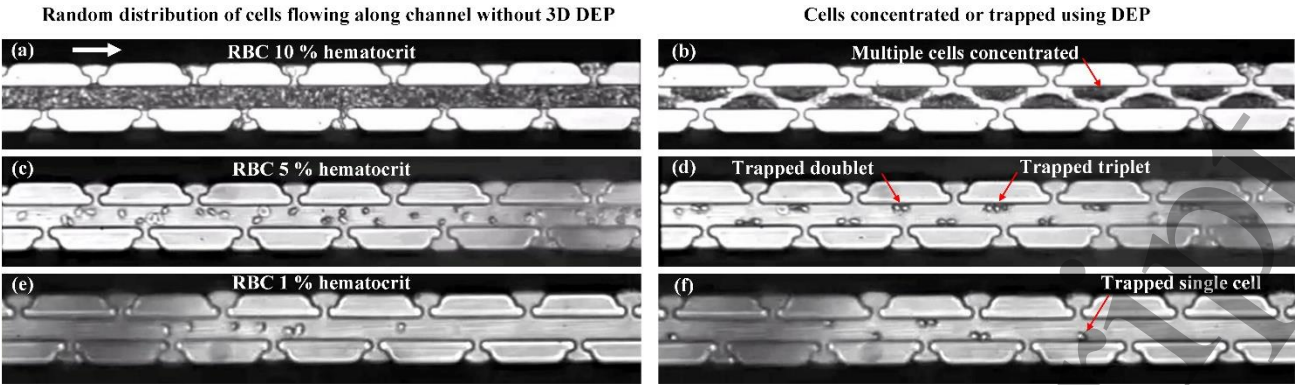 Random distribution of cells flowing along channel without 3D DEP
Cells concentrated or trapped using DEP
(a)
RBC 10 % hematocrit
(b)
Multiple cells concentrated
(c)
RBC 5 % hematocrit
(d)
Trapped doublet
Trapped triplet
(e)
RBC 1 % hematocrit
(f)
Trapped single cell